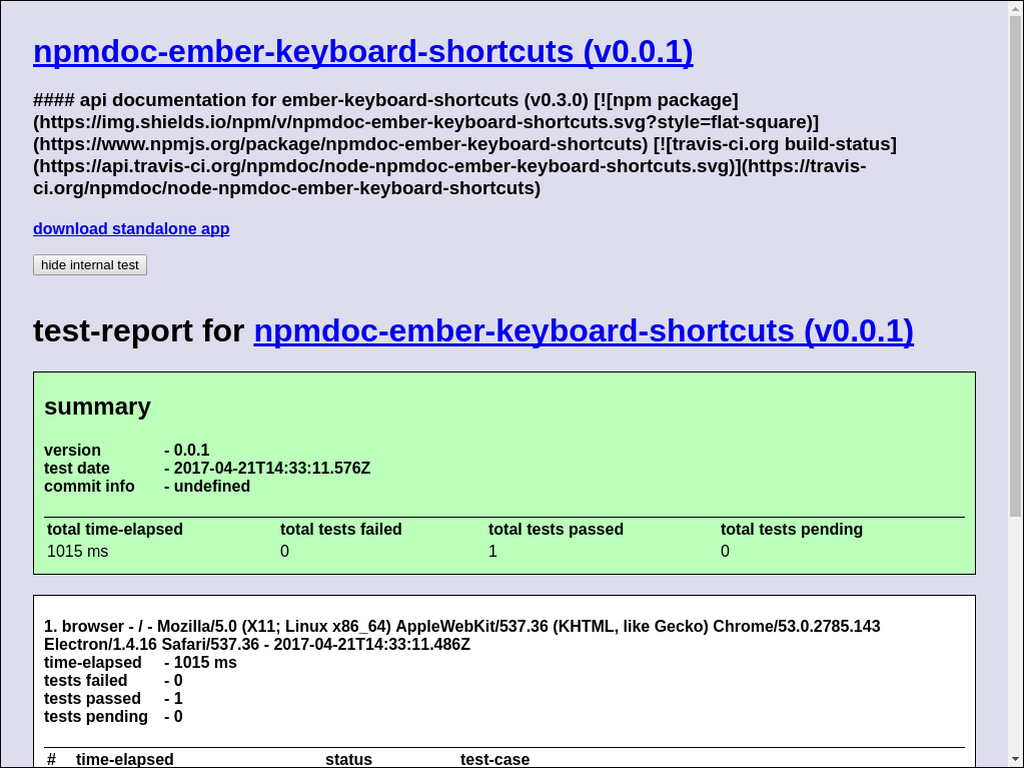 npmdoc-ember-keyboard-shortcuts (v0.0.1)
#### api documentation for ember-keyboard-shortcuts (v0.3.0) [![npm package]
(https://img.shields.io/npm/v/npmdoc-ember-keyboard-shortcuts.svg?style=flat-square)]
(https://www.npmjs.org/package/npmdoc-ember-keyboard-shortcuts) [![travis-ci.org build-status]
(https://api.travis-ci.org/npmdoc/node-npmdoc-ember-keyboard-shortcuts.svg)](https://travis-
ci.org/npmdoc/node-npmdoc-ember-keyboard-shortcuts)
download standalone app
hide internal test
test-report for npmdoc-ember-keyboard-shortcuts (v0.0.1)
summary
version - 0.0.1
test date - 2017-04-21T14:33:11.576Z
commit info - undefined
total time-elapsed total tests failed total tests passed total tests pending
1015 ms 0 1 0
1. browser - / - Mozilla/5.0 (X11; Linux x86_64) AppleWebKit/537.36 (KHTML, like Gecko) Chrome/53.0.2785.143
Electron/1.4.16 Safari/537.36 - 2017-04-21T14:33:11.486Z
time-elapsed - 1015 ms
tests failed - 0
tests passed - 1
tests pending - 0
# time-elapsed status test-case